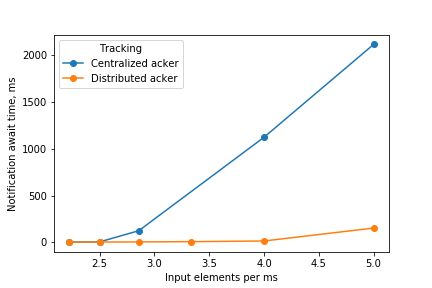 Tracking
Centralized acker
Distributed acker
Notification await time, ms
2000
1500
1000
500
0
2.5 3.0 3.5 4.0 4.5 5.0
Input elements per ms